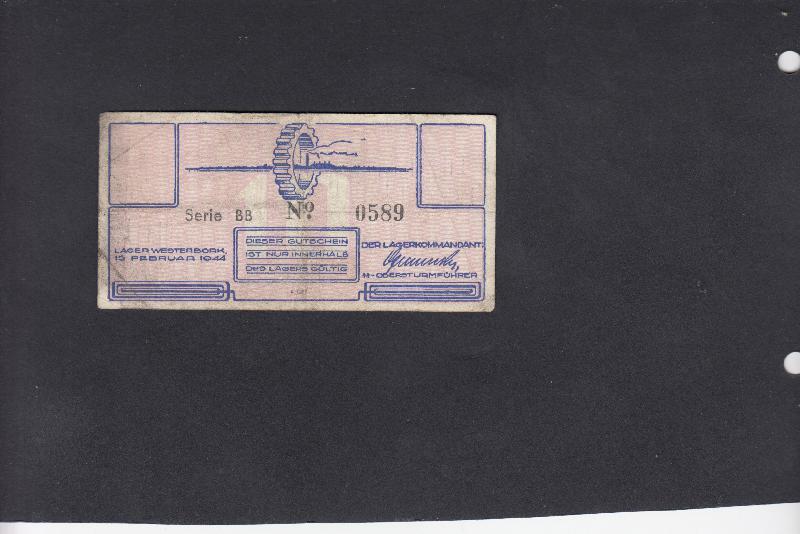 Serie BB No. 0589
LAGER WESTERBORK,
15 FEBRUAR 1944
DIESER GUTSCHEIN
IST NUR INNERHALB
DES LAGERS GÜLTIG
DER LAGERKOMMANDANT:
SS-OBERSTURMFÜHRER